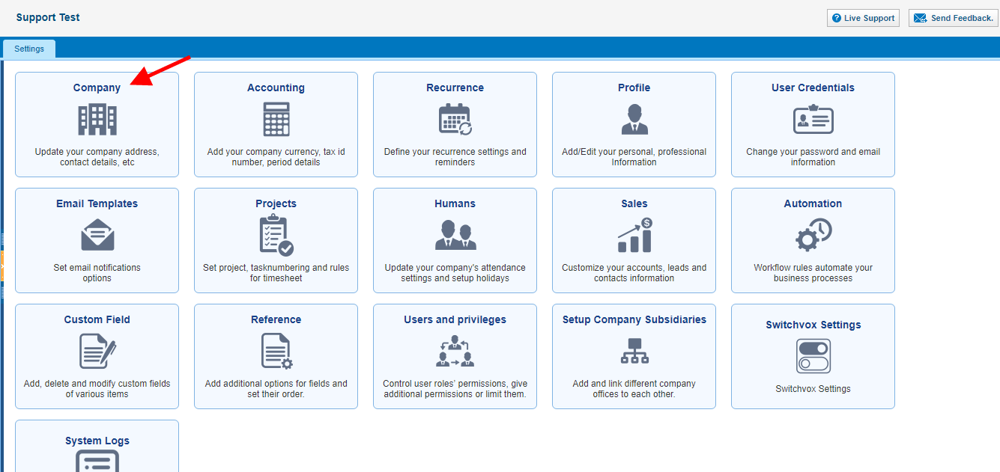 Support Test
Live Support
Send Feedback.
Settings
Company
Update your company address,
contact details, etc
Accounting
Add your company currency, tax id
number, period details
Recurrence
Define your recurrence settings and
reminders
Profile
Add/Edit your personal, professional
Information
User Credentials
Change your password and email
information
Email Templates
Set email notifications
options
Projects
Set project, tasknumbering and rules
for timesheet
Humans
Update your company's attendance
settings and setup holidays
Sales
Customize your accounts, leads and
contacts information
Automation
Workflow rules automate your
business processes
Custom Field
Add, delete and modify custom fields
of various items
Reference
Add additional options for fields and
set their order.
Users and privileges
Control user roles' permissions, give
additional permissions or limit them.
Setup Company Subsidiaries
Add and link different company
offices to each other.
Switchvox Settings
Switchvox Settings
System Logs